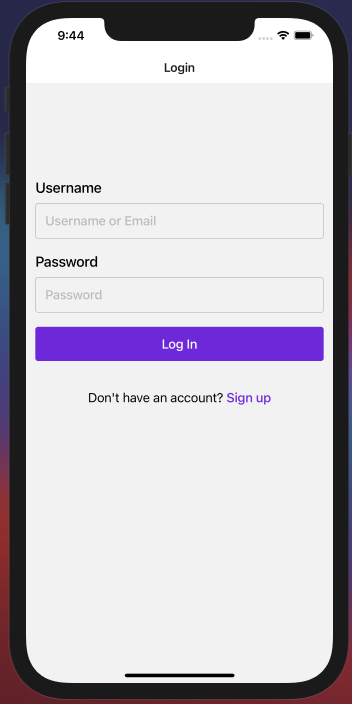 9:44
Login
Username
Username or Email
Password
Password
Log In
Don't have an account? Sign up